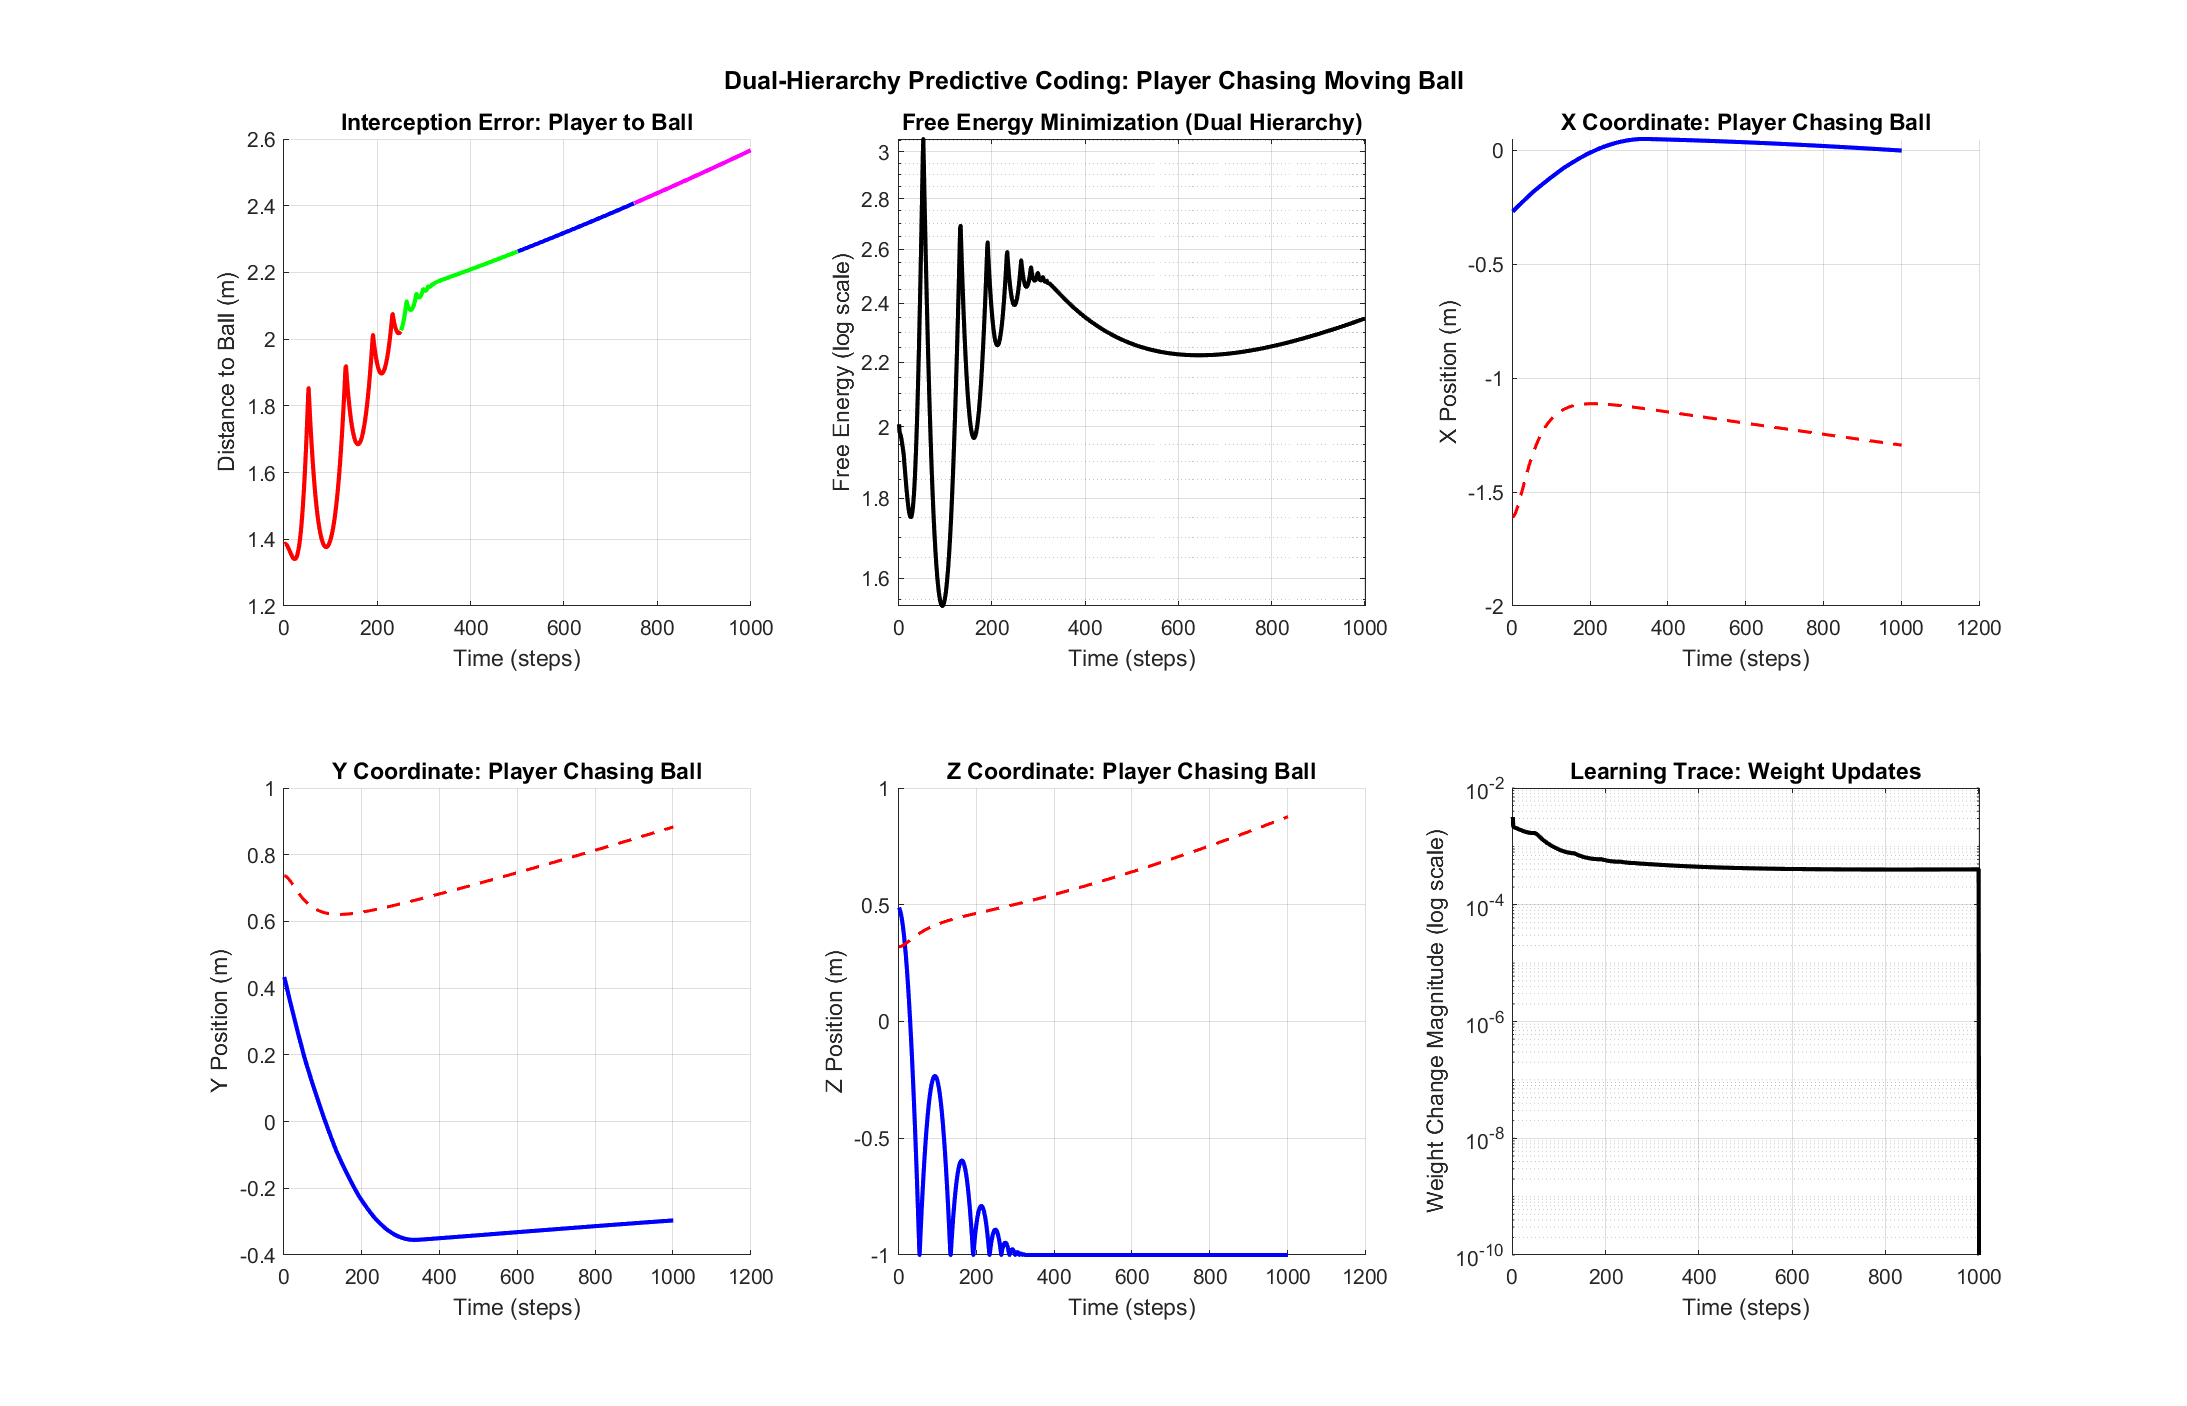 Dual-Hierarchy Predictive Coding: Player Chasing Moving Ball
Interception Error: Player to Ball
2.6
2.4
2.2
2
1.8
1.6
1.4
1.2
Distance to Ball (m)
0 200 400 600 800 1000
Time (steps)
Free Energy Minimization (Dual Hierarchy)
3
2.8
2.6
2.4
2.2
2
1.8
1.6
Free Energy (log scale)
0 200 400 600 800 1000
Time (steps)
X Coordinate: Player Chasing Ball
0
-0.5
-1
-1.5
-2
X Position (m)
0 200 400 600 800 1000 1200
Time (steps)
Y Coordinate: Player Chasing Ball
1
0.8
0.6
0.4
0.2
0
-0.2
-0.4
Y Position (m)
0 200 400 600 800 1000 1200
Time (steps)
Z Coordinate: Player Chasing Ball
1
0.5
0
-0.5
-1
Z Position (m)
0 200 400 600 800 1000 1200
Time (steps)
Learning Trace: Weight Updates
10^-2
10^-4
10^-6
10^-8
10^-10
Weight Change Magnitude (log scale)
0 200 400 600 800 1000
Time (steps)